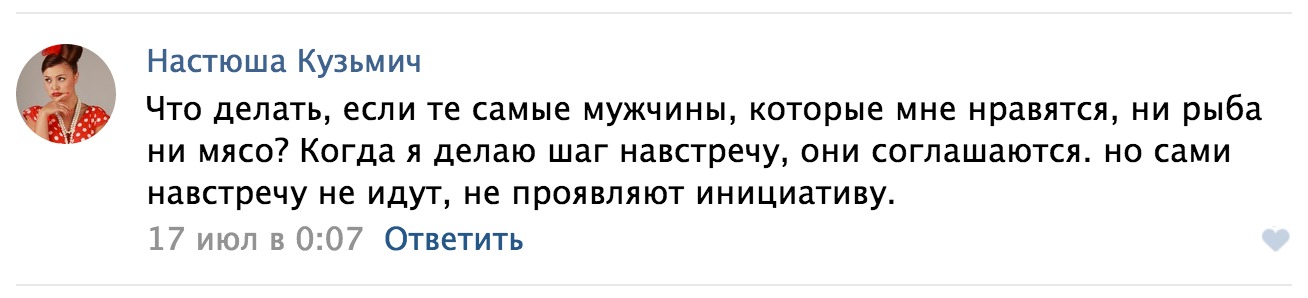 Настюша Кузьмич
Что делать, если те самые мужчины, которые мне нравятся, ни рыба
ни мясо? Когда я делаю шаг навстречу, они соглашаются. но сами
навстречу не идут, не проявляют инициативу.
17 июл в 0:07 Ответить